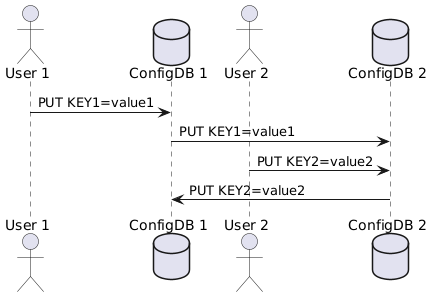 User 1 ConfigDB 1 User 2 ConfigDB 2
PUT KEY1=value1
PUT KEY1=value1
PUT KEY2=value2
PUT KEY2=value2
User 1 ConfigDB 1 User 2 ConfigDB 2